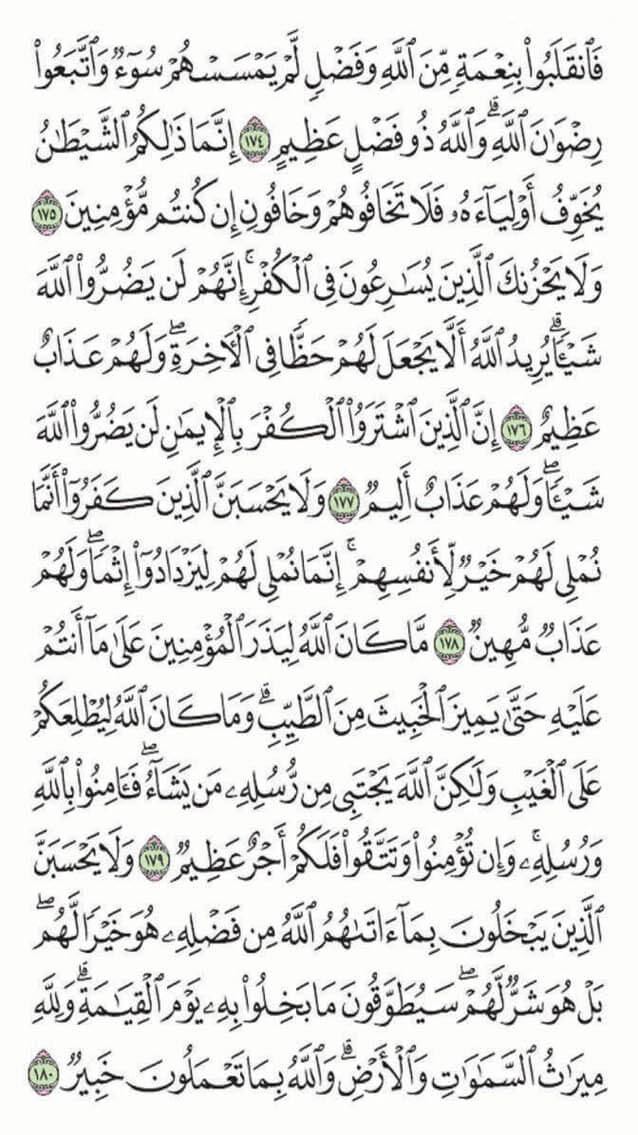 فَٱنقَلَبُواْ بِنِعۡمَةٖ مِّنَ ٱللَّهِ وَفَضۡلٖ لَّمۡ يَمۡسَسۡهُمۡ سُوٓءٞ وَٱتَّبَعُواْ
رِضۡوَٰنَ ٱللَّهِۗ وَٱللَّهُ ذُو فَضۡلٍ عَظِيمٍ ١٧٤ إِنَّمَا ذَٰلِكُمُ ٱلشَّيۡطَٰنُ
يُخَوِّفُ أَوۡلِيَآءَهُۥ فَلَا تَخَافُوهُمۡ وَخَافُونِ إِن كُنتُم مُّؤۡمِنِينَ ١٧٥
وَلَا يَحۡزُنكَ ٱلَّذِينَ يُسَٰرِعُونَ فِي ٱلۡكُفۡرِۚ إِنَّهُمۡ لَن يَضُرُّواْ ٱللَّهَ
شَيۡـٔٗاۗ يُرِيدُ ٱللَّهُ أَلَّا يَجۡعَلَ لَهُمۡ حَظّٗا فِي ٱلۡأٓخِرَةِۖ وَلَهُمۡ عَذَابٌ
عَظِيمٌ ١٧٦ إِنَّ ٱلَّذِينَ ٱشۡتَرَوُاْ ٱلۡكُفۡرَ بِٱلۡإِيمَٰنِ لَن يَضُرُّواْ ٱللَّهَ
شَيۡـٔٗاۖ وَلَهُمۡ عَذَابٌ أَلِيمٞ ١٧٧ وَلَا يَحۡسَبَنَّ ٱلَّذِينَ كَفَرُوٓاْ أَنَّمَا
نُمۡلِي لَهُمۡ خَيۡرٞ لِّأَنفُسِهِمۡۚ إِنَّمَا نُمۡلِي لَهُمۡ لِيَزۡدَادُوٓاْ إِثۡمٗاۖ وَلَهُمۡ
عَذَابٞ مُّهِينٞ ١٧٨ مَّا كَانَ ٱللَّهُ لِيَذَرَ ٱلۡمُؤۡمِنِينَ عَلَىٰ مَآ أَنتُمۡ
عَلَيۡهِ حَتَّىٰ يَمِيزَ ٱلۡخَبِيثَ مِنَ ٱلطَّيِّبِۗ وَمَا كَانَ ٱللَّهُ لِيُطۡلِعَكُمۡ
عَلَى ٱلۡغَيۡبِ وَلَٰكِنَّ ٱللَّهَ يَجۡتَبِي مِن رُّسُلِهِۦ مَن يَشَآءُۖ فَـَٔامِنُواْ بِٱللَّهِ
وَرُسُلِهِۦۚ وَإِن تُؤۡمِنُواْ وَتَتَّقُواْ فَلَكُمۡ أَجۡرٌ عَظِيمٞ ١٧٩ وَلَا يَحۡسَبَنَّ
ٱلَّذِينَ يَبۡخَلُونَ بِمَآ ءَاتَىٰهُمُ ٱللَّهُ مِن فَضۡلِهِۦ هُوَ خَيۡرٗا لَّهُمۖ
بَلۡ هُوَ شَرّٞ لَّهُمۡۖ سَيُطَوَّقُونَ مَا بَخِلُواْ بِهِۦ يَوۡمَ ٱلۡقِيَٰمَةِۗ وَلِلَّهِ
مِيرَٰثُ ٱلسَّمَٰوَٰتِ وَٱلۡأَرۡضِۗ وَٱللَّهُ بِمَا تَعۡمَلُونَ خَبِيرٞ ١٨٠